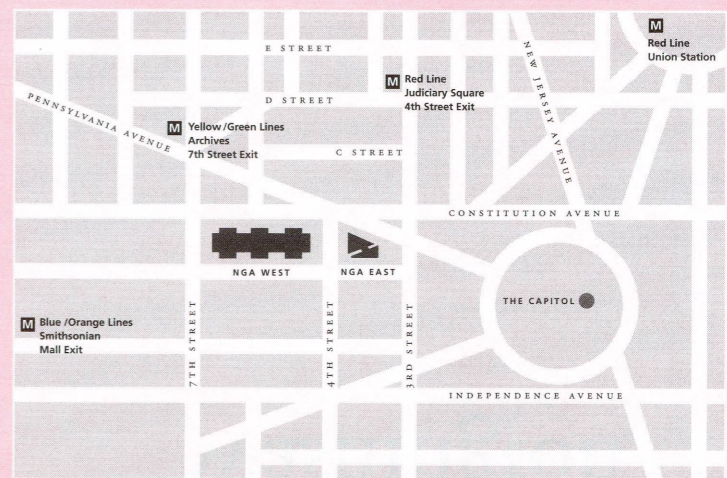 E STREET
NEW JERSEY AVENUE
M
Red Line
Union Station
PENNSYLVANIA AVENUE
D STREET
M Red Line
Judiciary Square
4th Street Exit
M Yellow/Green Lines
Archives
7th Street Exit
C STREET
CONSTITUTION AVENUE
NGA WEST
NGA EAST
THE CAPITOL
M Blue/Orange Lines
Smithsonian
Mall Exit
7TH STREET
4TH STREET
3RD STREET
INDEPENDENCE AVENUE